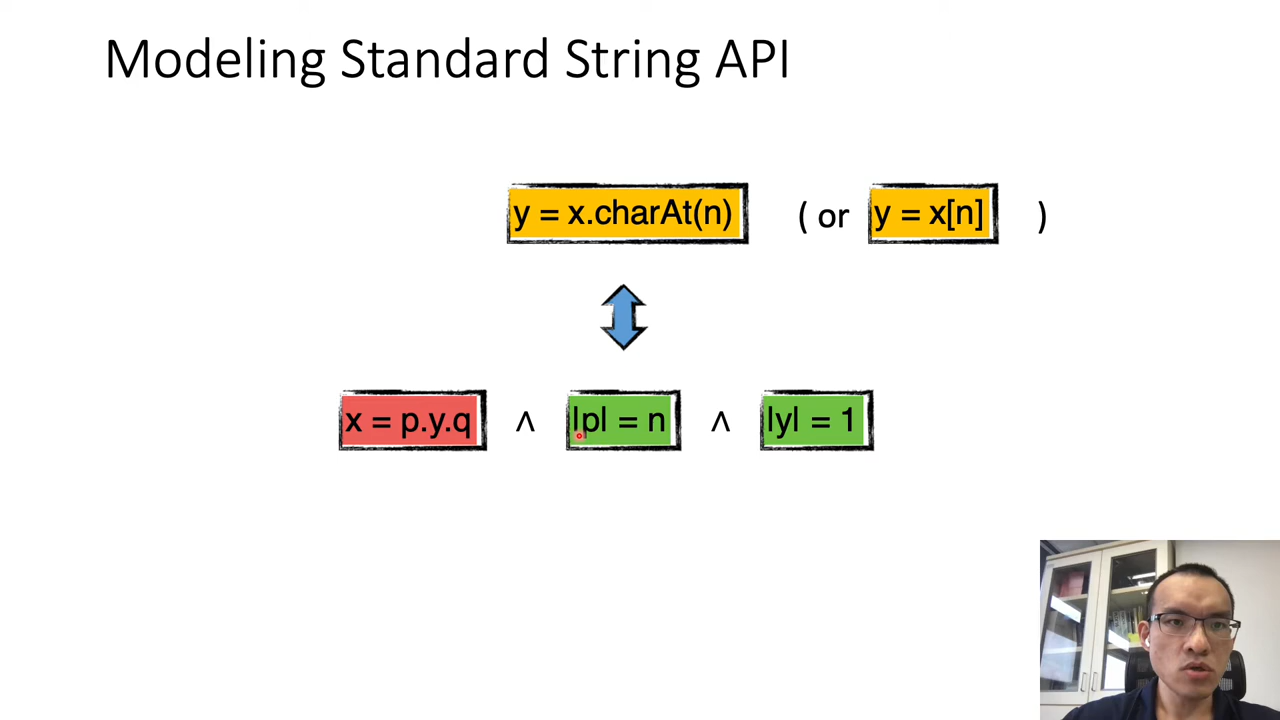 Modeling Standard String API
y = x.charAt(n) ( or y = x[n] )
x = p.y.q ∧ |p| = n ∧ |y| = 1